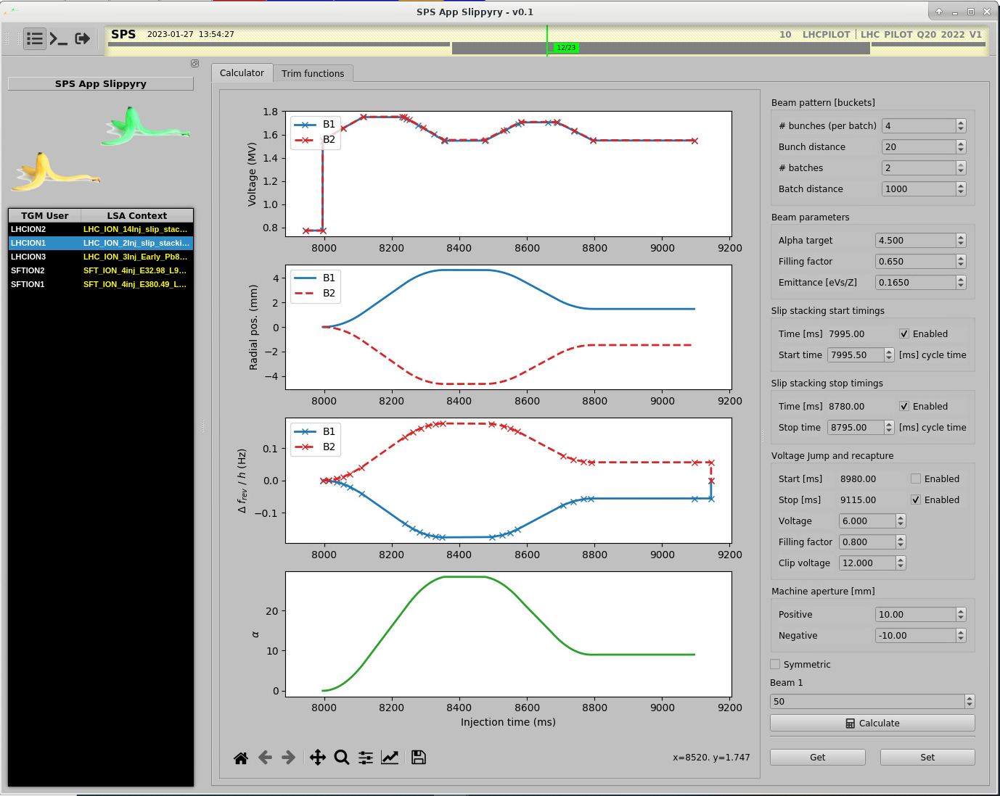 SPS App Slippyry - v0.1
SPS 2023-01-27 13:54:27
10 LHCPILOT | LHC PILOT Q20 2022 V1
12/23
SPS App Slippyry
TGM User LSA Context
LHCION2 LHC_ION_14Inj_slip_stac...
LHCION1 LHC_ION_2Inj_slip_stacki...
LHCION3 LHC_ION_3Inj_Early_Pb8...
SFTION2 SFT_ION_4inj_E32.98_L9...
SFTION1 SFT_ION_4inj_E380.49_L...
Calculator Trim functions
Voltage (MV)
1.8
1.6
1.4
1.2
1.0
0.8
B1
B2
8000 8200 8400 8600 8800 9000 9200
Radial pos. (mm)
4
2
0
−2
−4
B1
B2
8000 8200 8400 8600 8800 9000 9200
Δ f_rev / h (Hz)
0.1
0.0
−0.1
B1
B2
8000 8200 8400 8600 8800 9000 9200
α
20
10
0
8000 8200 8400 8600 8800 9000 9200
Injection time (ms)
x=8520. y=1.747
Beam pattern [buckets]
# bunches (per batch) 4
Bunch distance 20
# batches 2
Batch distance 1000
Beam parameters
Alpha target 4.500
Filling factor 0.650
Emittance [eVs/Z] 0.1650
Slip stacking start timings
Time [ms] 7995.00 Enabled
Start time 7995.50 [ms] cycle time
Slip stacking stop timings
Time [ms] 8780.00 Enabled
Stop time 8795.00 [ms] cycle time
Voltage Jump and recapture
Start [ms] 8980.00 Enabled
Stop [ms] 9115.00 Enabled
Voltage 6.000
Filling factor 0.800
Clip voltage 12.000
Machine aperture [mm]
Positive 10.00
Negative -10.00
Symmetric
Beam 1
50
Calculate
Get Set